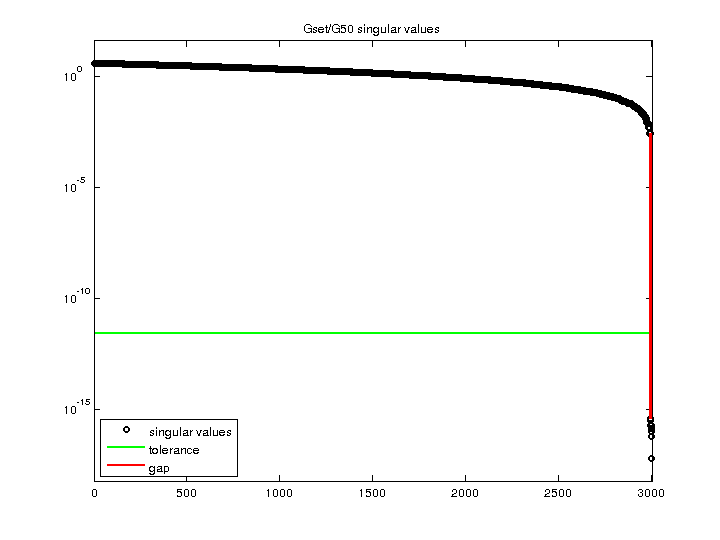 Gset/G50 singular values
10^0
10^-5
10^-10
10^-15
singular values
tolerance
gap
0 500 1000 1500 2000 2500 3000